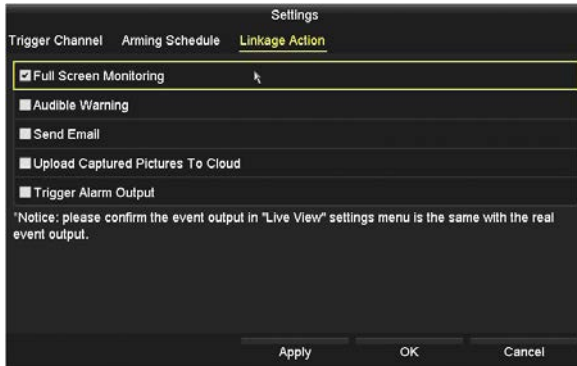 Settings
Trigger Channel Arming Schedule Linkage Action
Full Screen Monitoring
Audible Warning
Send Email
Upload Captured Pictures To Cloud
Trigger Alarm Output
*Notice: please confirm the event output in "Live View" settings menu is the same with the real
event output.
Apply OK Cancel